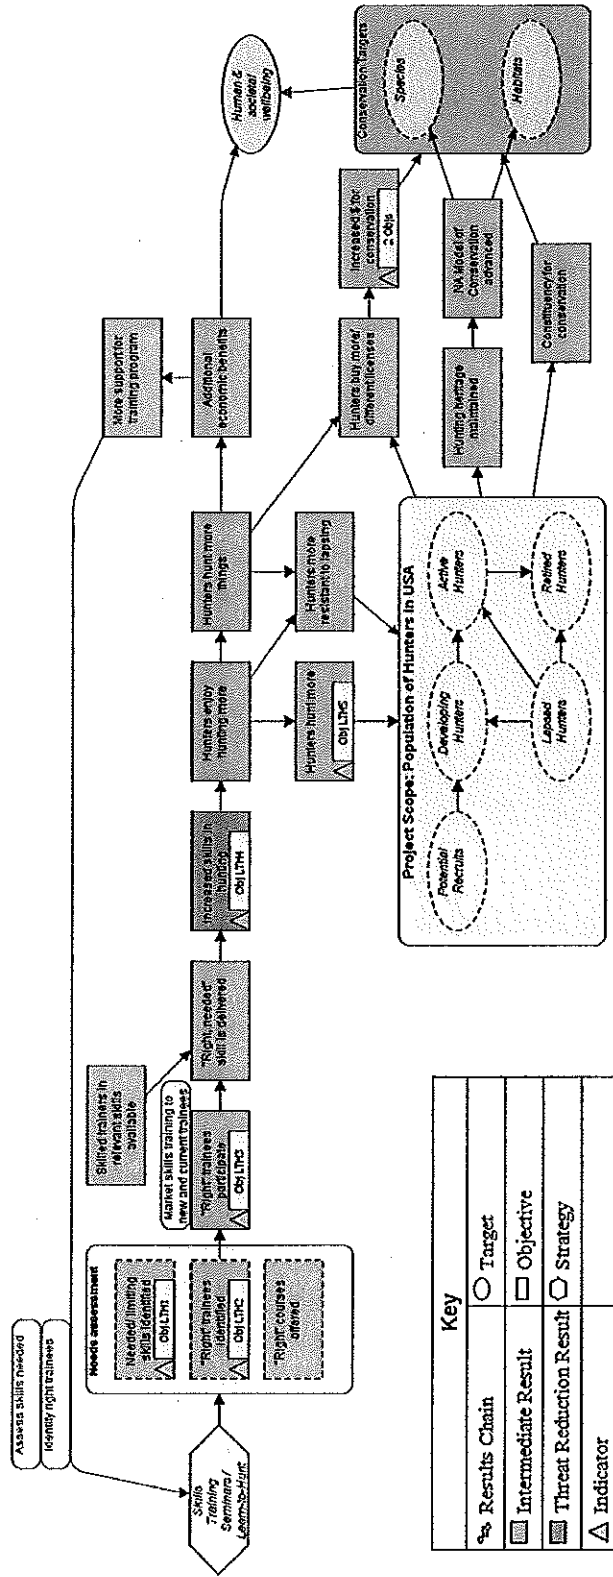 Assess skills needed
Identify right trainees
Skills
Training
Seminars /
Learn-to-Hunt
Needs assessment
Needed/ limiting
skills identified
Obj LTH1
"Right" trainees
identified
Obj LTH2
"Right" courses
offered
Skilled trainers in
relevant skills
available
Market skills training to
new and current trainees
"Right" trainees
participate
Obj LTH3
"Right, needed"
skill is delivered
Increased skills in
hunting
Obj LTH4
Hunters enjoy
hunting more
Hunters hunt more
things
Hunters hunt more
Obj LTH5
Hunters more
resistant to lapsing
More support for
training program
Additional
economic benefits
Human &
societal
wellbeing
Hunters buy more/
different licenses
Increased $ for
conservation
2 Objs
Hunting heritage
maintained
NA Model of
Conservation
advanced
Constituency for
conservation
Conservation Targets
Species
Habitats
Project Scope: Population of Hunters in USA
Potential
Recruits
Developing
Hunters
Active
Hunters
Lapsed
Hunters
Retired
Hunters
Key
Results Chain
Target
Intermediate Result
Objective
Threat Reduction Result
Strategy
Indicator